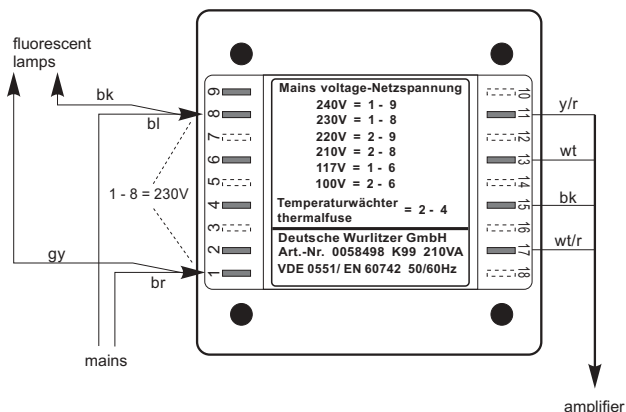 fluorescent
lamps
bk
bl
1 - 8 = 230V
gy
br
mains
9
8
7
6
5
4
3
2
1
Mains voltage-Netzspannung
240V = 1 - 9
230V = 1 - 8
220V = 2 - 9
210V = 2 - 8
117V = 1 - 6
100V = 2 - 6
Temperaturwächter
thermalfuse = 2 - 4
Deutsche Wurlitzer GmbH
Art.-Nr. 0058498 K99 210VA
VDE 0551/ EN 60742 50/60Hz
10
11
12
13
14
15
16
17
18
y/r
wt
bk
wt/r
amplifier